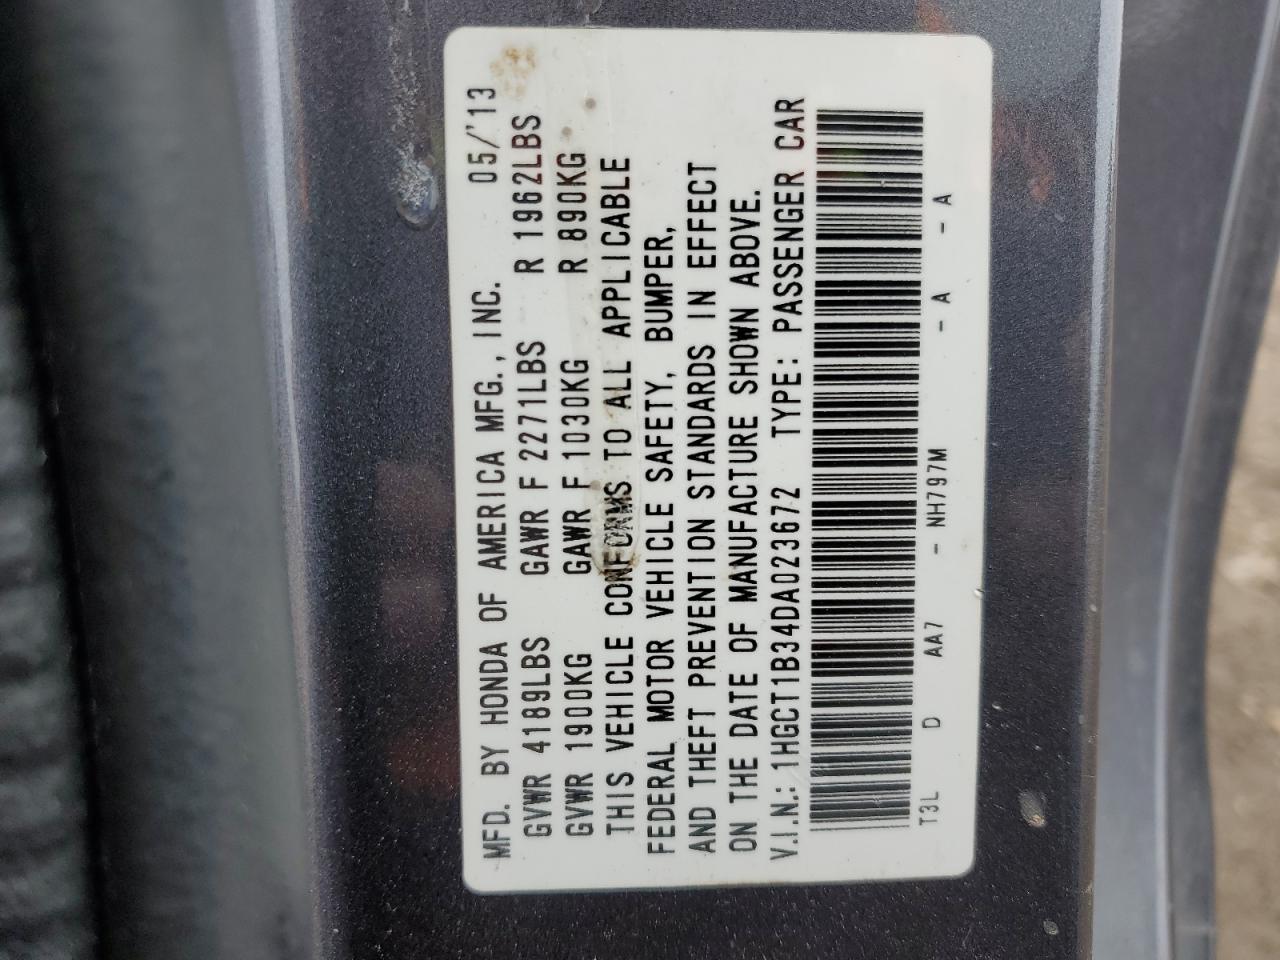 MFD. BY HONDA OF AMERICA MFG., INC. 05/'13
GVWR 4189LBS GAWR F 2271LBS R 1962LBS
GVWR 1900KG GAWR F 1030KG R 890KG
THIS VEHICLE CONFORMS TO ALL APPLICABLE
FEDERAL MOTOR VEHICLE SAFETY, BUMPER,
AND THEFT PREVENTION STANDARDS IN EFFECT
ON THE DATE OF MANUFACTURE SHOWN ABOVE.
V.I.N.: 1HGCT1B34DA023672 TYPE: PASSENGER CAR
T3L D AA7 - NH797M - A - A